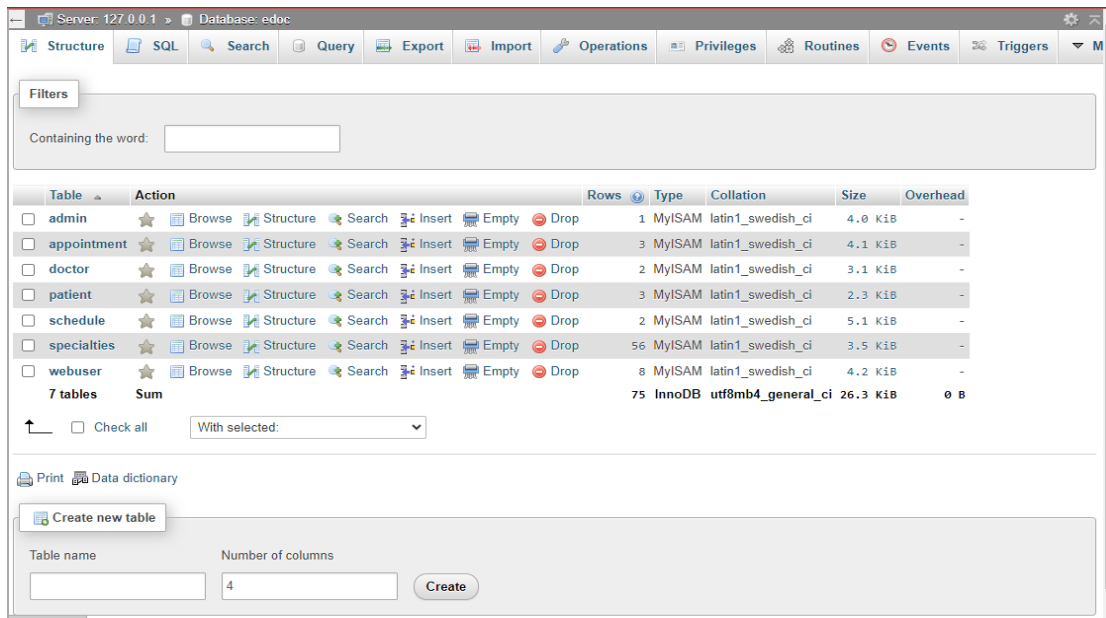 Server: 127.0.0.1 » Database: edoc
Structure SQL Search Query Export Import Operations Privileges Routines Events Triggers M
Filters
Containing the word:
Table Action Rows Type Collation Size Overhead
admin Browse Structure Search Insert Empty Drop 1 MyISAM latin1_swedish_ci 4.0 KiB -
appointment Browse Structure Search Insert Empty Drop 3 MyISAM latin1_swedish_ci 4.1 KiB -
doctor Browse Structure Search Insert Empty Drop 2 MyISAM latin1_swedish_ci 3.1 KiB -
patient Browse Structure Search Insert Empty Drop 3 MyISAM latin1_swedish_ci 2.3 KiB -
schedule Browse Structure Search Insert Empty Drop 2 MyISAM latin1_swedish_ci 5.1 KiB -
specialties Browse Structure Search Insert Empty Drop 56 MyISAM latin1_swedish_ci 3.5 KiB -
webuser Browse Structure Search Insert Empty Drop 8 MyISAM latin1_swedish_ci 4.2 KiB -
7 tables Sum 75 InnoDB utf8mb4_general_ci 26.3 KiB 0 B
Check all With selected:
Print Data dictionary
Create new table
Table name Number of columns
4 Create